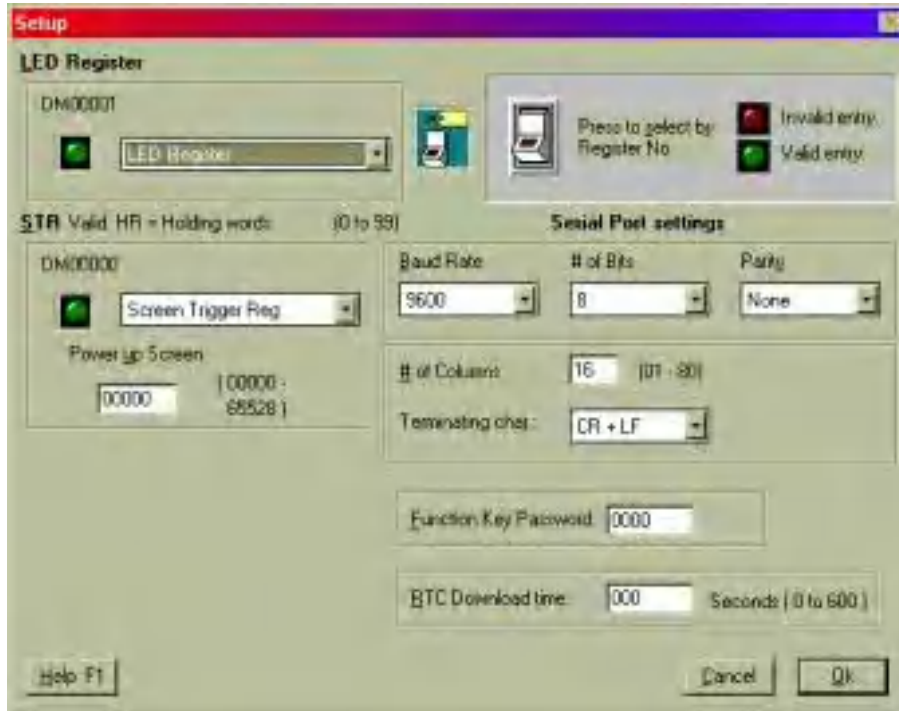 Setup
LED Register
DM00001
LED Register
Press to select by
Register No
Invalid entry.
Valid entry.
STR Valid HR = Holding words (0 to 99)
Serial Port settings
DM00000
Screen Trigger Reg
Power up Screen
00000
( 00000 -
65528 )
Baud Rate
# of Bits
Parity
9600
8
None
# of Columns
16
(01 - 80)
Terminating char.:
CR + LF
Function Key Password
0000
RTC Download time
000
Seconds ( 0 to 600 )
Help F1
Cancel
Ok